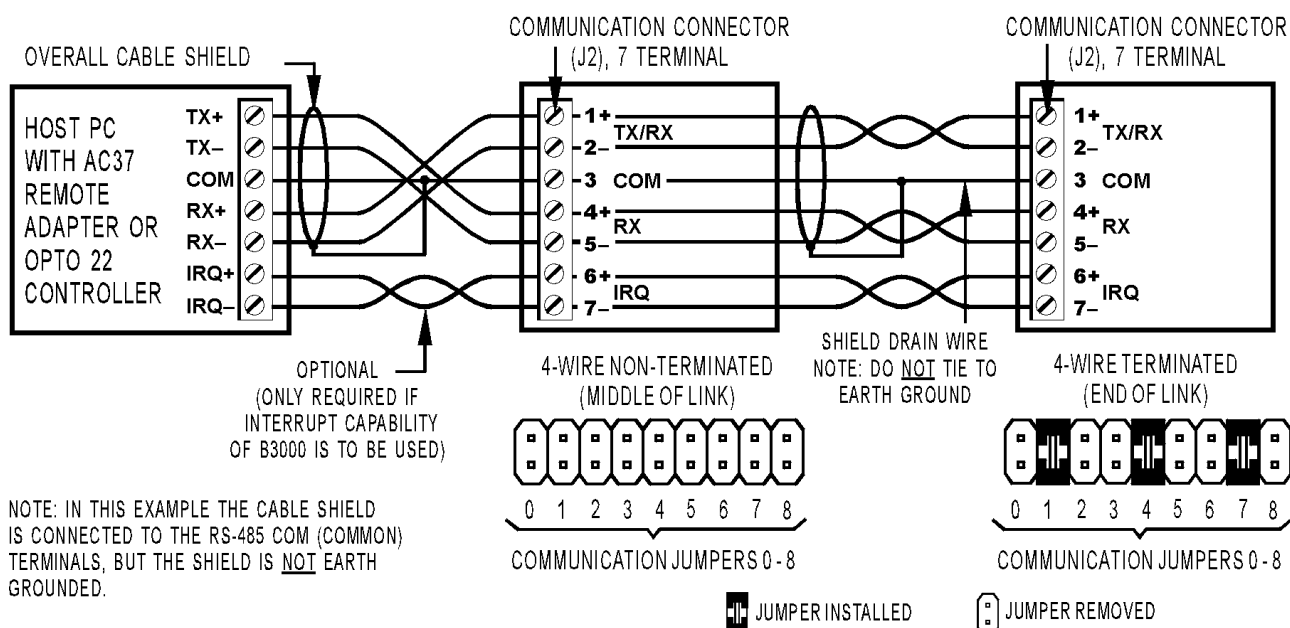 OVERALL CABLE SHIELD
COMMUNICATION CONNECTOR
(J2), 7 TERMINAL
COMMUNICATION CONNECTOR
(J2), 7 TERMINAL
HOST PC
WITH AC37
REMOTE
ADAPTER OR
OPTO 22
CONTROLLER
TX+
TX–
COM
RX+
RX–
IRQ+
IRQ–
1+
TX/RX
2–
3 COM
4+
RX
5–
6+
IRQ
7–
1+
TX/RX
2–
3 COM
4+
RX
5–
6+
IRQ
7–
OPTIONAL
(ONLY REQUIRED IF
INTERRUPT CAPABILITY
OF B3000 IS TO BE USED)
4-WIRE NON-TERMINATED
(MIDDLE OF LINK)
SHIELD DRAIN WIRE
NOTE: DO NOT TIE TO
EARTH GROUND
4-WIRE TERMINATED
(END OF LINK)
0 1 2 3 4 5 6 7 8
COMMUNICATION JUMPERS 0 - 8
0 1 2 3 4 5 6 7 8
COMMUNICATION JUMPERS 0 - 8
NOTE: IN THIS EXAMPLE THE CABLE SHIELD
IS CONNECTED TO THE RS-485 COM (COMMON)
TERMINALS, BUT THE SHIELD IS NOT EARTH
GROUNDED.
JUMPER INSTALLED
JUMPER REMOVED